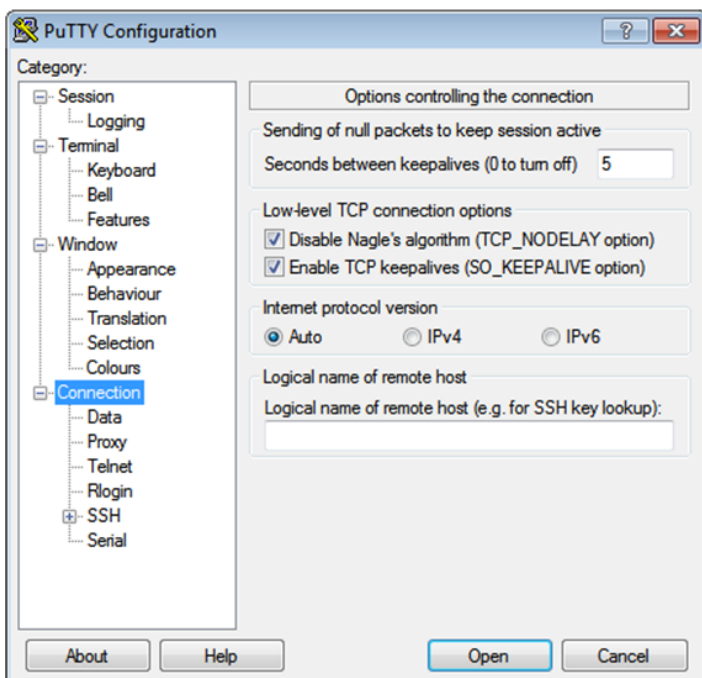 PuTTY Configuration
Category:
Session
Logging
Terminal
Keyboard
Bell
Features
Window
Appearance
Behaviour
Translation
Selection
Colours
Connection
Data
Proxy
Telnet
Rlogin
SSH
Serial
Options controlling the connection
Sending of null packets to keep session active
Seconds between keepalives (0 to turn off) 5
Low-level TCP connection options
Disable Nagle's algorithm (TCP_NODELAY option)
Enable TCP keepalives (SO_KEEPALIVE option)
Internet protocol version
Auto IPv4 IPv6
Logical name of remote host
Logical name of remote host (e.g. for SSH key lookup):
About Help Open Cancel